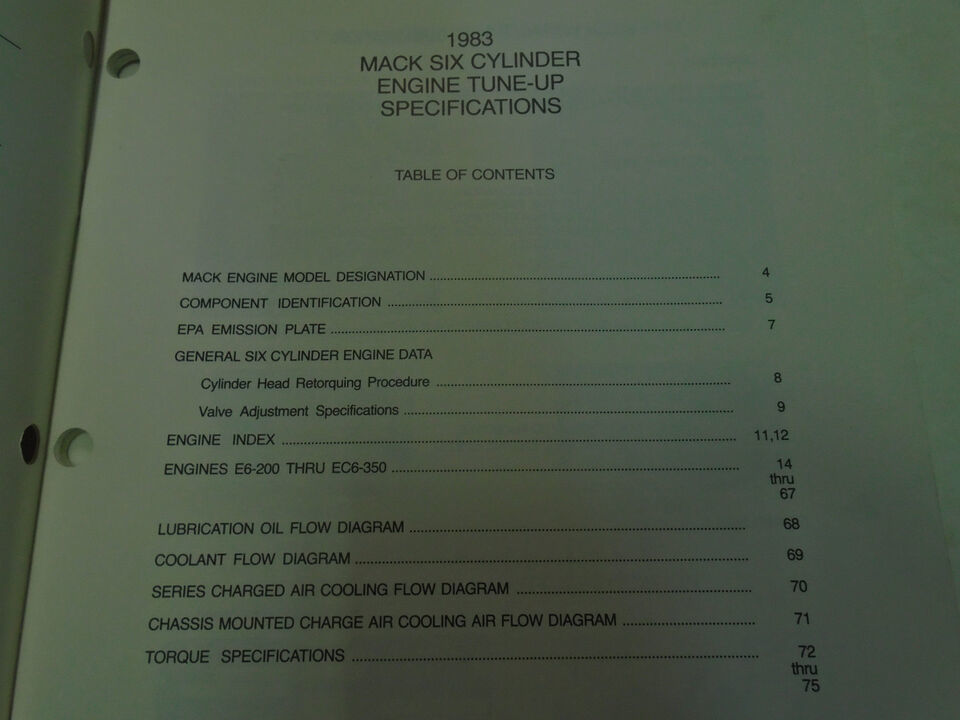 1983
MACK SIX CYLINDER
ENGINE TUNE-UP
SPECIFICATIONS
TABLE OF CONTENTS
MACK ENGINE MODEL DESIGNATION ........ 4
COMPONENT IDENTIFICATION ........ 5
EPA EMISSION PLATE ........ 7
GENERAL SIX CYLINDER ENGINE DATA
Cylinder Head Retorquing Procedure ........ 8
Valve Adjustment Specifications ........ 9
ENGINE INDEX ........ 11,12
ENGINES E6-200 THRU EC6-350 ........ 14
thru
67
LUBRICATION OIL FLOW DIAGRAM ........ 68
COOLANT FLOW DIAGRAM ........ 69
SERIES CHARGED AIR COOLING FLOW DIAGRAM ........ 70
CHASSIS MOUNTED CHARGE AIR COOLING AIR FLOW DIAGRAM ........ 71
TORQUE SPECIFICATIONS ........ 72
thru
75